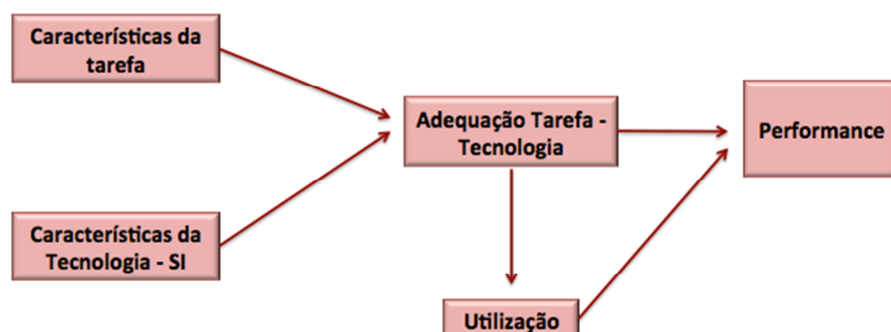 Características da
tarefa
Adequação Tarefa -
Tecnologia
Performance
Características da
Tecnologia - SI
Utilização